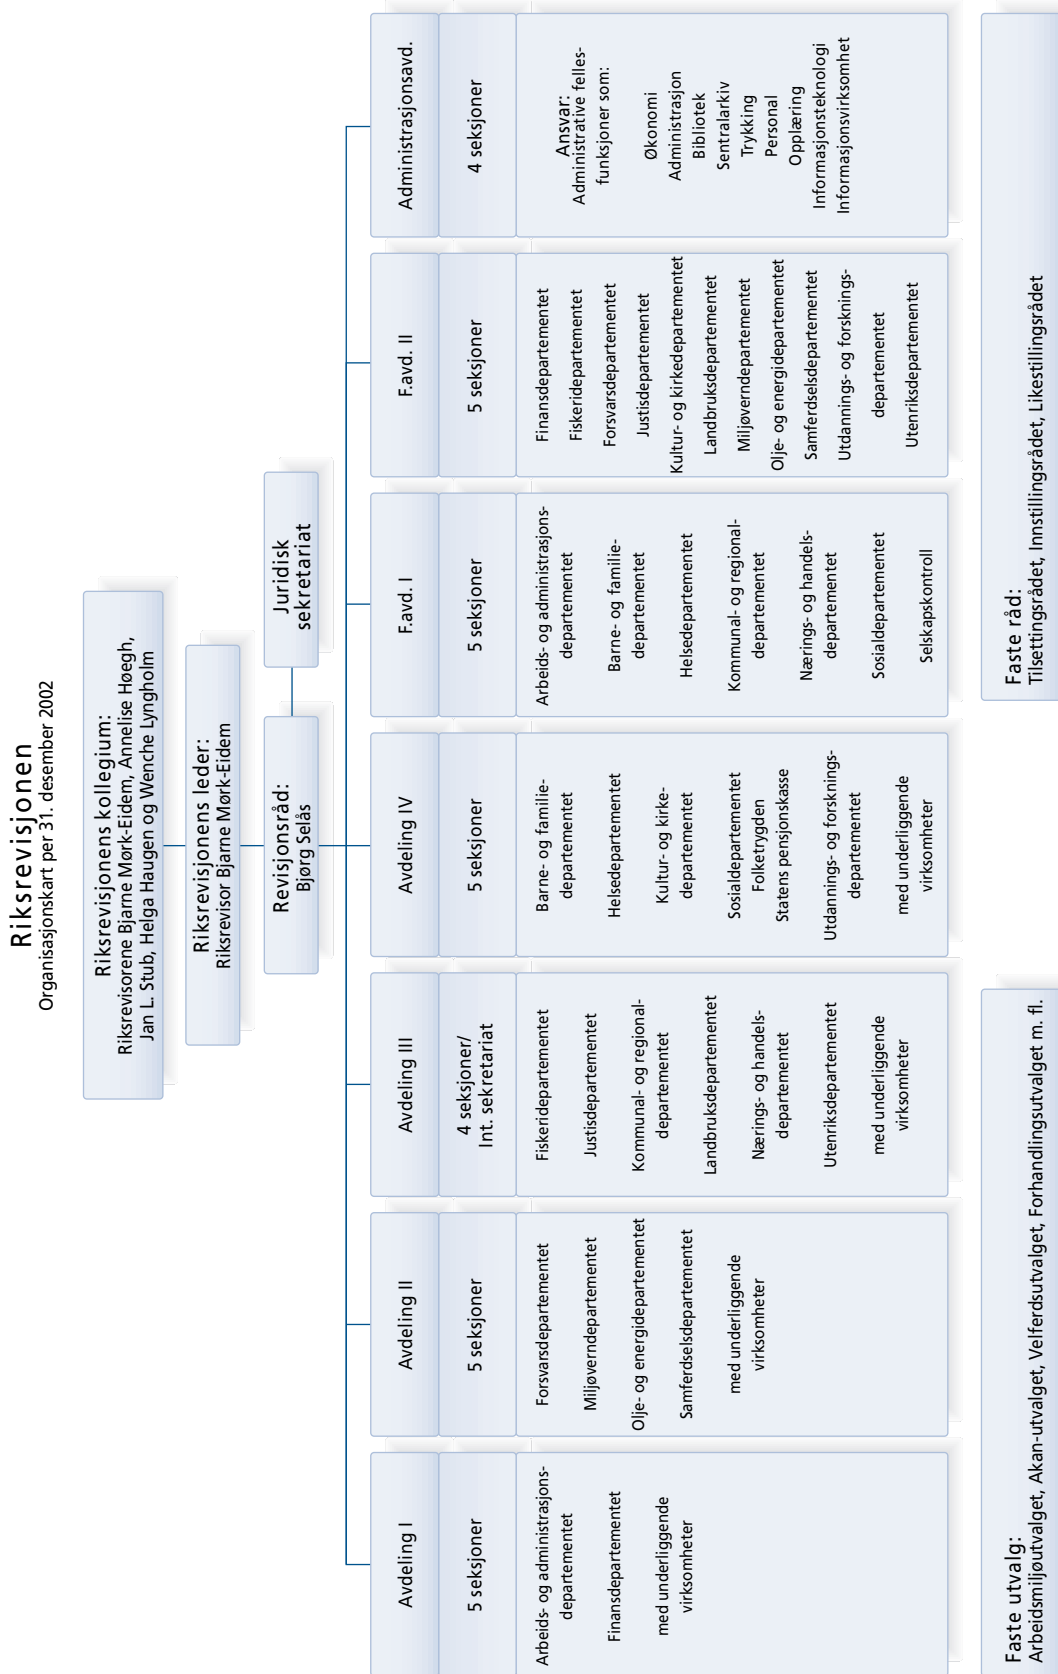 Riksrevisjonen
Organisasjonskart per 31. desember 2002
Riksrevisjonens kollegium:
Riksrevisorene Bjarne Mørk-Eidem, Annelise Høegh,
Jan L. Stub, Helga Haugen og Wenche Lyngholm
Riksrevisjonens leder:
Riksrevisor Bjarne Mørk-Eidem
Revisjonsråd:
Bjørg Selås
Juridisk
sekretariat
Avdeling I
5 seksjoner
Arbeids- og administrasjons-
departementet
Finansdepartementet
med underliggende
virksomheter
Avdeling II
5 seksjoner
Forsvarsdepartementet
Miljøverndepartementet
Olje- og energidepartementet
Samferdselsdepartementet
med underliggende
virksomheter
Avdeling III
4 seksjoner/
Int. sekretariat
Fiskeridepartementet
Justisdepartementet
Kommunal- og regional-
departementet
Landbruksdepartementet
Nærings- og handels-
departementet
Utenriksdepartementet
med underliggende
virksomheter
Avdeling IV
5 seksjoner
Barne- og familie-
departementet
Helsedepartementet
Kultur- og kirke-
departementet
Sosialdepartementet
Folketrygden
Statens pensjonskasse
Utdannings- og forsknings-
departementet
med underliggende
virksomheter
F.avd. I
5 seksjoner
Arbeids- og administrasjons-
departementet
Barne- og familie-
departementet
Helsedepartementet
Kommunal- og regional-
departementet
Nærings- og handels-
departementet
Sosialdepartementet
Selskapskontroll
F.avd. II
5 seksjoner
Finansdepartementet
Fiskeridepartementet
Forsvarsdepartementet
Justisdepartementet
Kultur- og kirkedepartementet
Landbruksdepartementet
Miljøverndepartementet
Olje- og energidepartementet
Samferdselsdepartementet
Utdannings- og forsknings-
departementet
Utenriksdepartementet
Administrasjonsavd.
4 seksjoner
Ansvar:
Administrative felles-
funksjoner som:
Økonomi
Administrasjon
Bibliotek
Sentralarkiv
Trykking
Personal
Opplæring
Informasjonsteknologi
Informasjonsvirksomhet
Faste utvalg:
Arbeidsmiljøutvalget, Akan-utvalget, Velferdsutvalget, Forhandlingsutvalget m. fl.
Faste råd:
Tilsettingsrådet, Innstillingsrådet, Likestillingsrådet